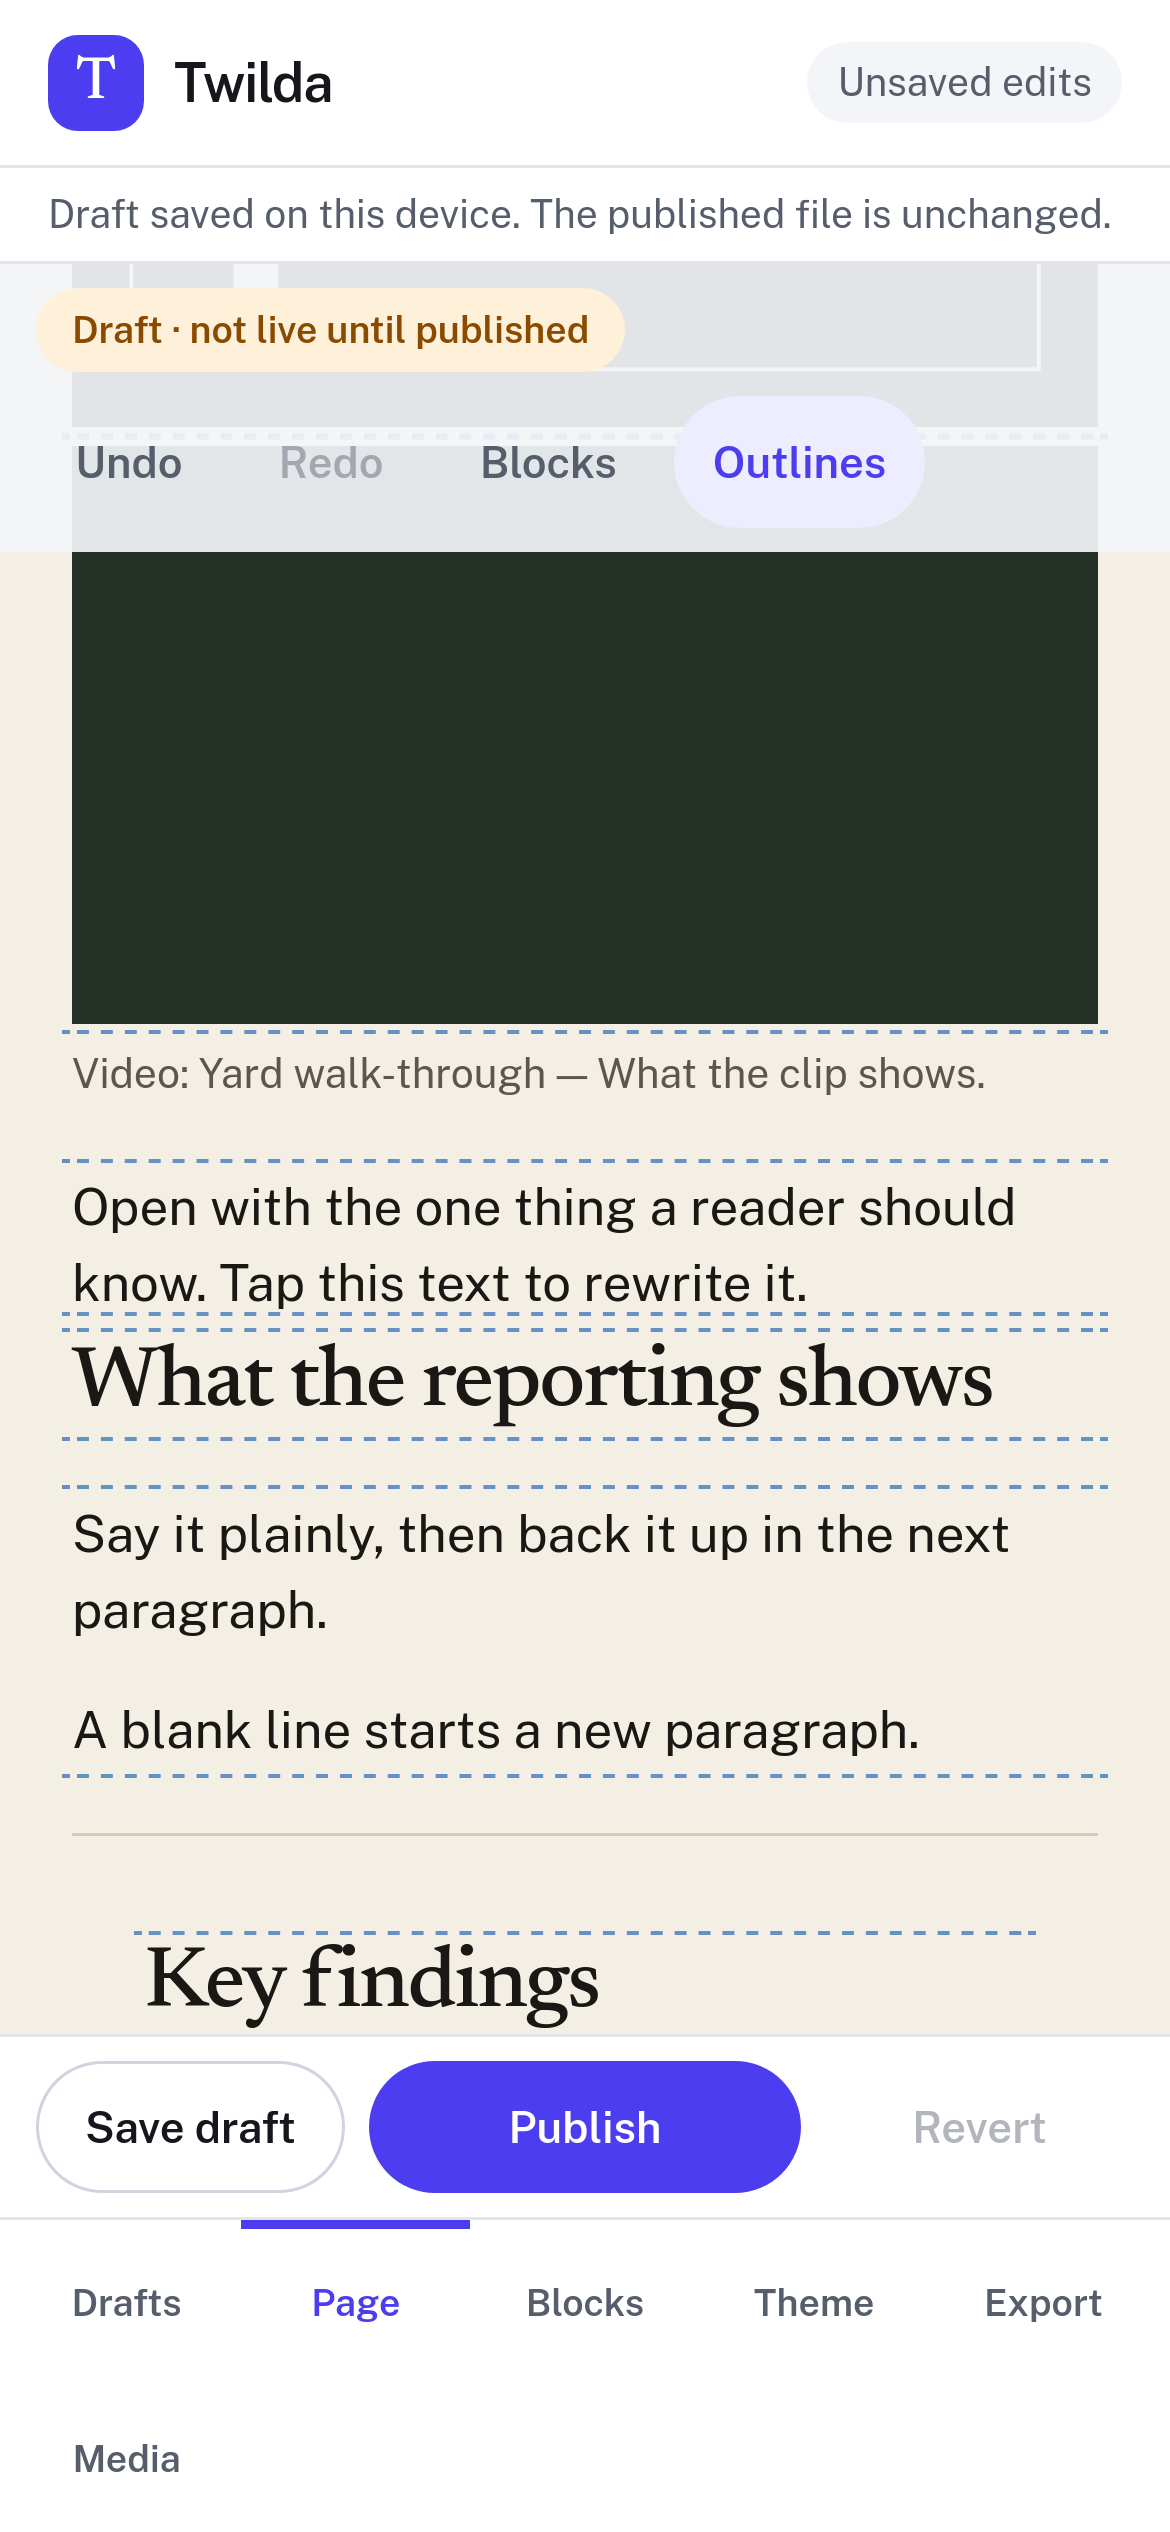 T
Twilda
Unsaved edits
Draft saved on this device. The published file is unchanged.
Draft · not live until published
Undo
Redo
Blocks
Outlines
Video: Yard walk-through — What the clip shows.
Open with the one thing a reader should
know. Tap this text to rewrite it.
What the reporting shows
Say it plainly, then back it up in the next
paragraph.
A blank line starts a new paragraph.
Key findings
Save draft
Publish
Revert
Drafts
Page
Blocks
Theme
Export
Media